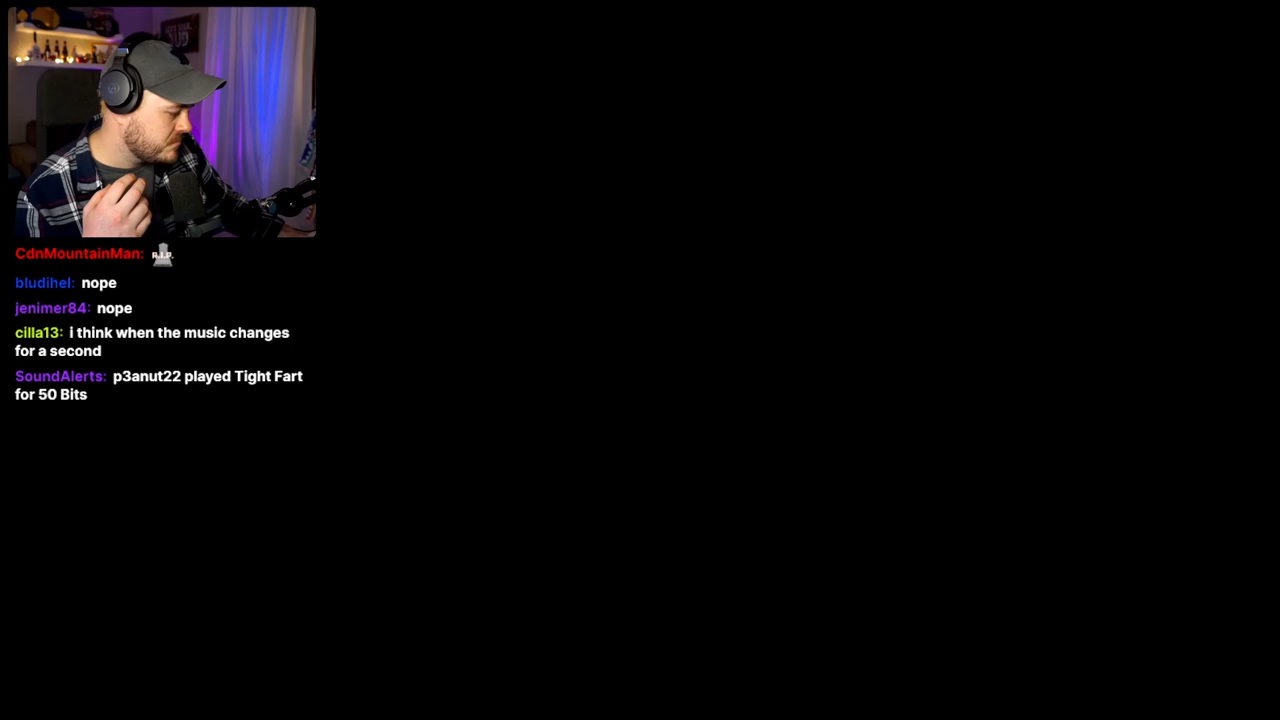 CdnMountainMan: R.I.P.
bludihel: nope
jenimer84: nope
cilla13: i think when the music changes
for a second
SoundAlerts: p3anut22 played Tight Fart
for 50 Bits